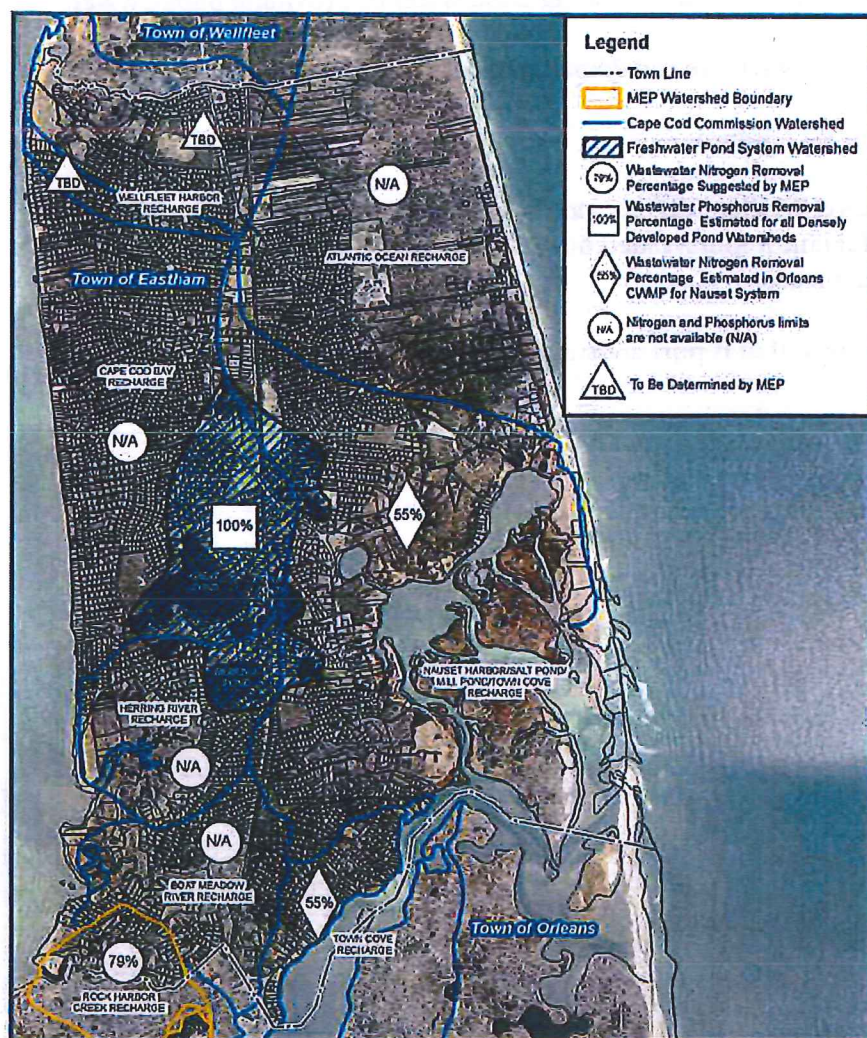 Town of Wellfleet
TBD
TBD
N/A
WELLFLEET HARBOR
RECHARGE
ATLANTIC OCEAN RECHARGE
Town of Eastham
CAPE COD BAY
RECHARGE
N/A
100%
55%
NAUSET HARBOR/SALT POND/
MILL POND/TOWN COVE
RECHARGE
HERRING RIVER
RECHARGE
N/A
N/A
BOAT MEADOW
RIVER RECHARGE
55%
TOWN COVE
RECHARGE
Town of Orleans
79%
ROCK HARBOR
CREEK RECHARGE
Legend
Town Line
MEP Watershed Boundary
Cape Cod Commission Watershed
Freshwater Pond System Watershed
79%
Wastewater Nitrogen Removal
Percentage Suggested by MEP
100%
Wastewater Phosphorus Removal
Percentage Estimated for all Densely
Developed Pond Watersheds
55%
Wastewater Nitrogen Removal
Percentage Estimated in Orleans
CWMP for Nauset System
N/A
Nitrogen and Phosphorus limits
are not available (N/A)
TBD
To Be Determined by MEP